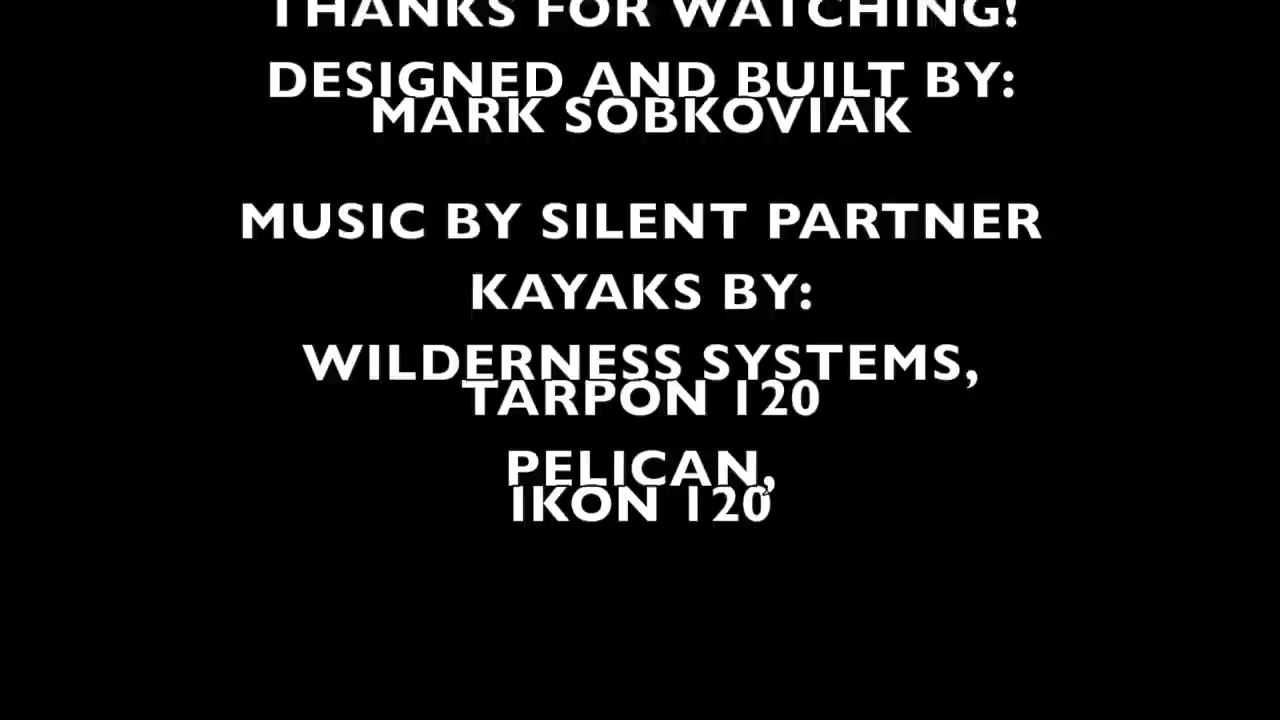 THANKS FOR WATCHING!
DESIGNED AND BUILT BY:
MARK SOBKOVIAK
MUSIC BY SILENT PARTNER
KAYAKS BY:
WILDERNESS SYSTEMS,
TARPON 120
PELICAN,
IKON 120